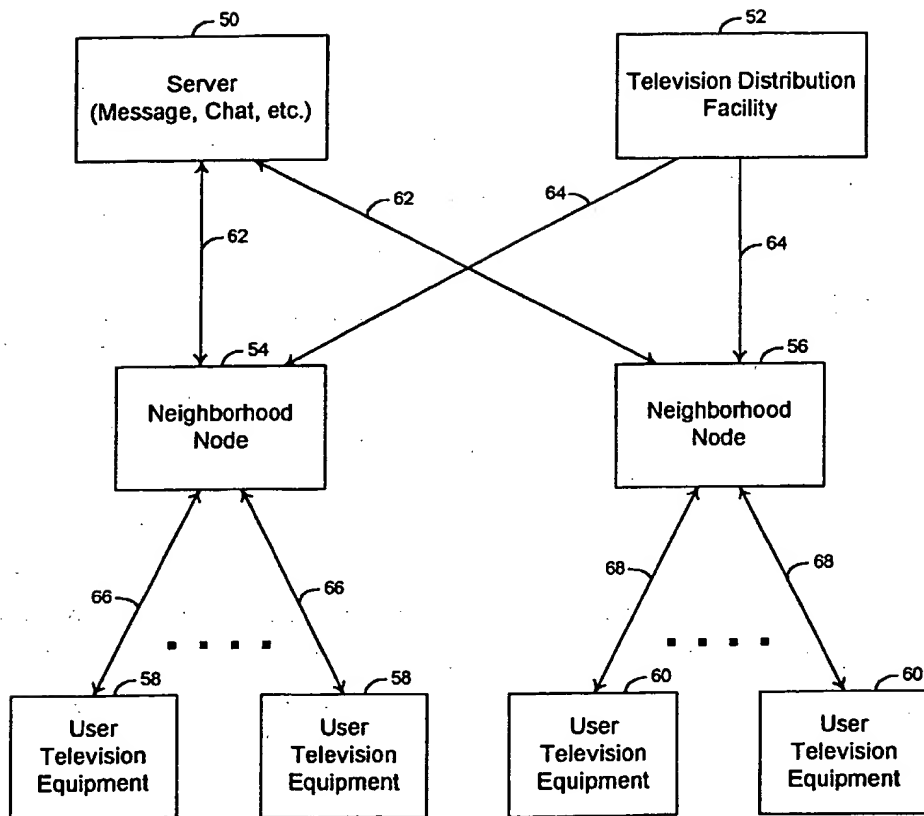 50
52
Server
(Message, Chat, etc.)
Television Distribution
Facility
62
62
64
64
54
56
Neighborhood
Node
Neighborhood
Node
66
66
68
68
58
58
60
60
User
Television
Equipment
User
Television
Equipment
User
Television
Equipment
User
Television
Equipment